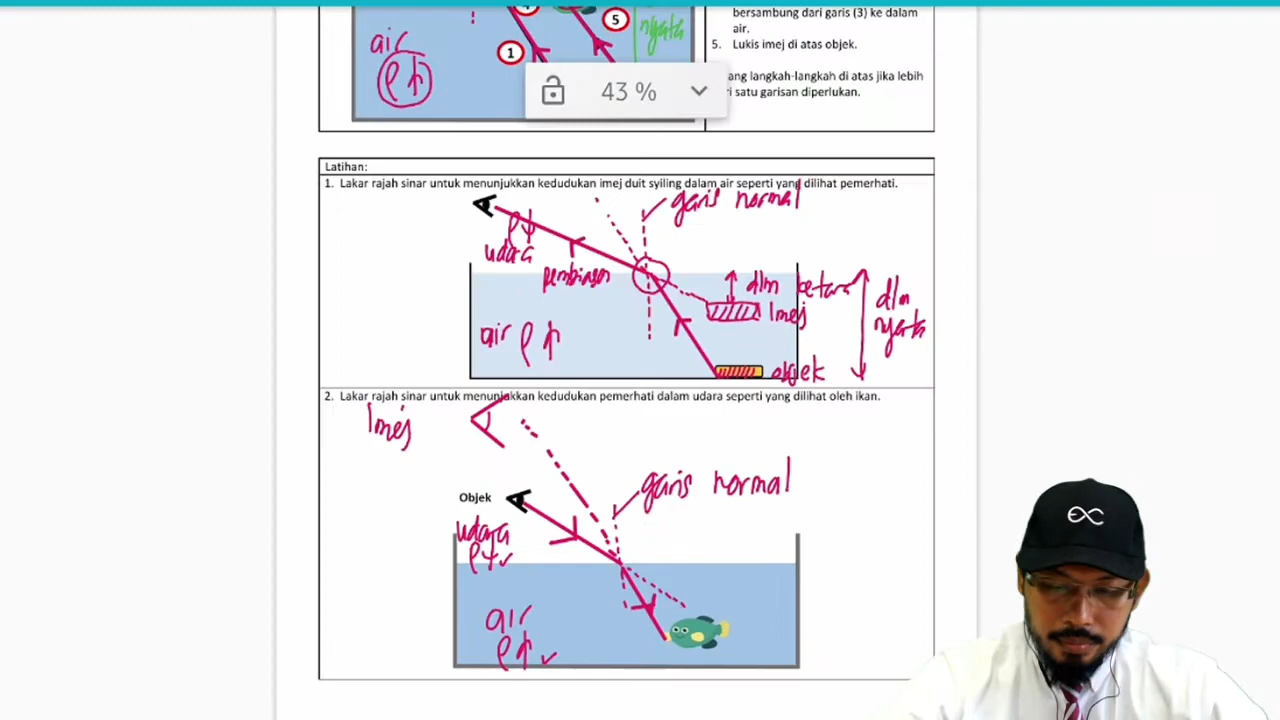 bersambung dari garis (3) ke dalam
air.
5. Lukis imej di atas objek.
ang langkah-langkah di atas jika lebih
satu garisan diperlukan.
air
ρ ↑
1
5
nyata
43 %
Latihan:
1. Lakar rajah sinar untuk menunjukkan kedudukan imej duit syiling dalam air seperti yang dilihat pemerhati.
garis normal
ρ↓
udara
pembiasan
dlm ketara
Imej
dlm
nyata
air ρ ↑
objek
2. Lakar rajah sinar untuk menunjukkan kedudukan pemerhati dalam udara seperti yang dilihat oleh ikan.
Imej
garis normal
Objek
udara
ρ↓✓
air
ρ↑✓